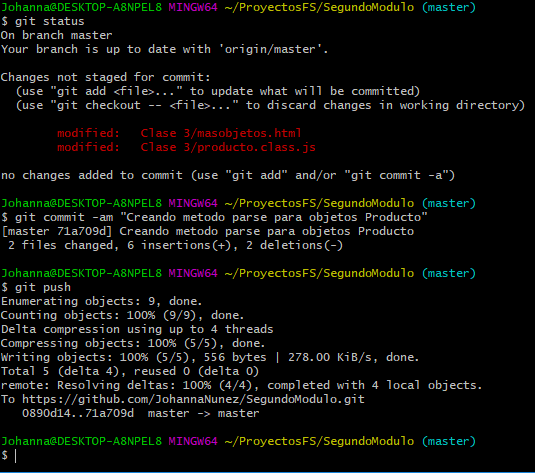 Johanna@DESKTOP-A8NPEL8 MINGW64 ~/ProyectosFS/SegundoModulo (master)
$ git status
On branch master
Your branch is up to date with 'origin/master'.
Changes not staged for commit:
(use "git add <file>..." to update what will be committed)
(use "git checkout -- <file>..." to discard changes in working directory)
modified: Clase 3/masobjetos.html
modified: Clase 3/producto.class.js
no changes added to commit (use "git add" and/or "git commit -a")
Johanna@DESKTOP-A8NPEL8 MINGW64 ~/ProyectosFS/SegundoModulo (master)
$ git commit -am "Creando metodo parse para objetos Producto"
[master 71a709d] Creando metodo parse para objetos Producto
2 files changed, 6 insertions(+), 2 deletions(-)
Johanna@DESKTOP-A8NPEL8 MINGW64 ~/ProyectosFS/SegundoModulo (master)
$ git push
Enumerating objects: 9, done.
Counting objects: 100% (9/9), done.
Delta compression using up to 4 threads
Compressing objects: 100% (5/5), done.
Writing objects: 100% (5/5), 556 bytes | 278.00 KiB/s, done.
Total 5 (delta 4), reused 0 (delta 0)
remote: Resolving deltas: 100% (4/4), completed with 4 local objects.
To https://github.com/JohannaNunez/SegundoModulo.git
0890d14..71a709d master -> master
Johanna@DESKTOP-A8NPEL8 MINGW64 ~/ProyectosFS/SegundoModulo (master)
$